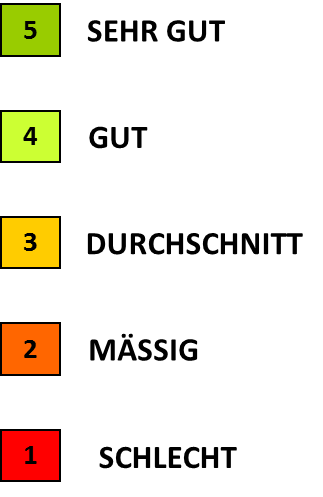 5 SEHR GUT
4 GUT
3 DURCHSCHNITT
2 MÄSSIG
1 SCHLECHT